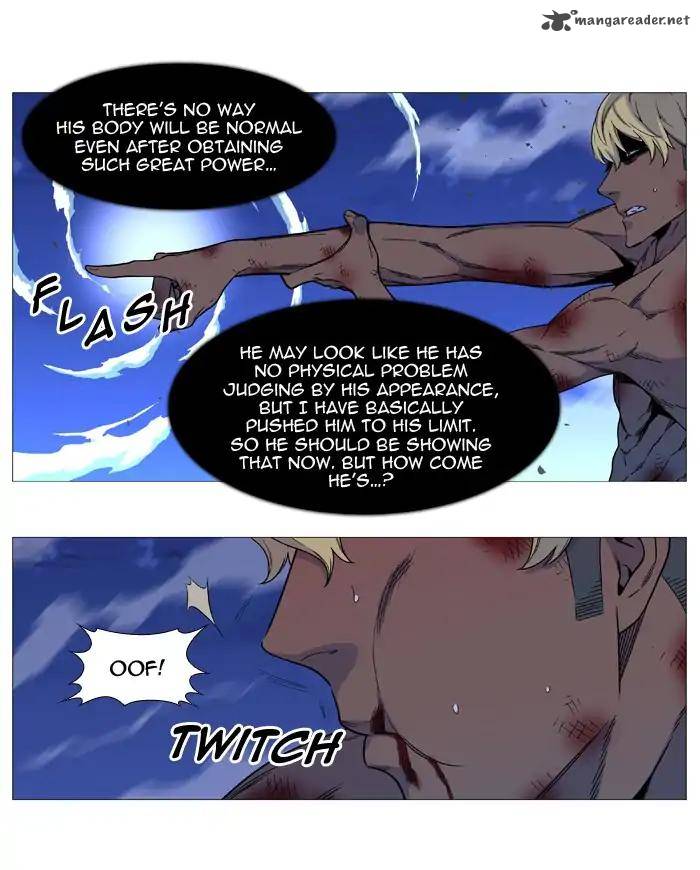 mangareader.net
THERE'S NO WAY
HIS BODY WILL BE NORMAL
EVEN AFTER OBTAINING
SUCH GREAT POWER...
FLASH
HE MAY LOOK LIKE HE HAS
NO PHYSICAL PROBLEM
JUDGING BY HIS APPEARANCE,
BUT I HAVE BASICALLY
PUSHED HIM TO HIS LIMIT.
SO HE SHOULD BE SHOWING
THAT NOW. BUT HOW COME
HE'S...?
OOF!
TWITCH